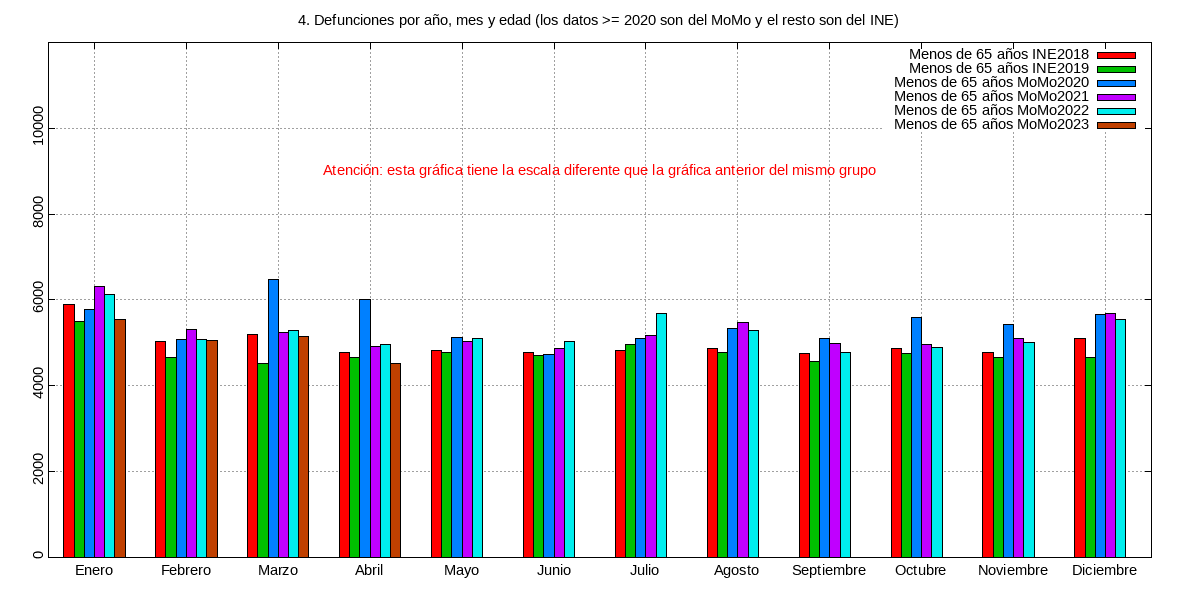 4. Defunciones por año, mes y edad (los datos >= 2020 son del MoMo y el resto son del INE)
Menos de 65 años INE2018
Menos de 65 años INE2019
Menos de 65 años MoMo2020
Menos de 65 años MoMo2021
Menos de 65 años MoMo2022
Menos de 65 años MoMo2023
Atención: esta gráfica tiene la escala diferente que la gráfica anterior del mismo grupo
10000
8000
6000
4000
2000
0
Enero Febrero Marzo Abril Mayo Junio Julio Agosto Septiembre Octubre Noviembre Diciembre